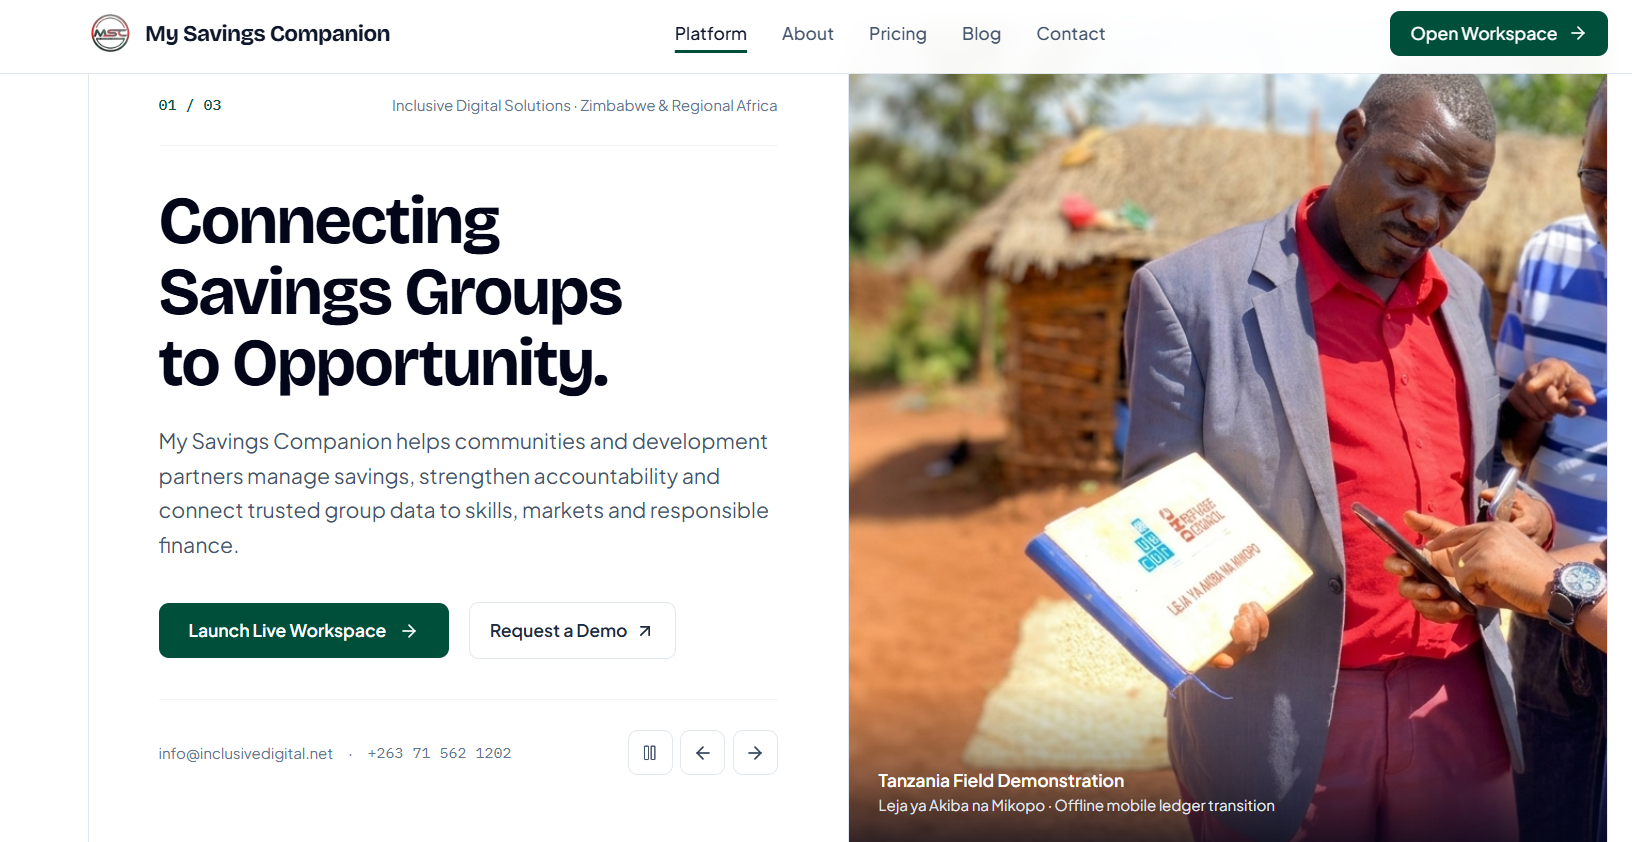 MSC
My Savings Companion
Platform
About
Pricing
Blog
Contact
Open Workspace
01 / 03
Inclusive Digital Solutions · Zimbabwe & Regional Africa
Connecting
Savings Groups
to Opportunity.
My Savings Companion helps communities and development
partners manage savings, strengthen accountability and
connect trusted group data to skills, markets and responsible
finance.
Launch Live Workspace
Request a Demo
info@inclusivedigital.net · +263 71 562 1202
UNCDF
REFUGEE
COUNCIL
LEJA YA AKIBA NA MIKOPO
Tanzania Field Demonstration
Leja ya Akiba na Mikopo · Offline mobile ledger transition